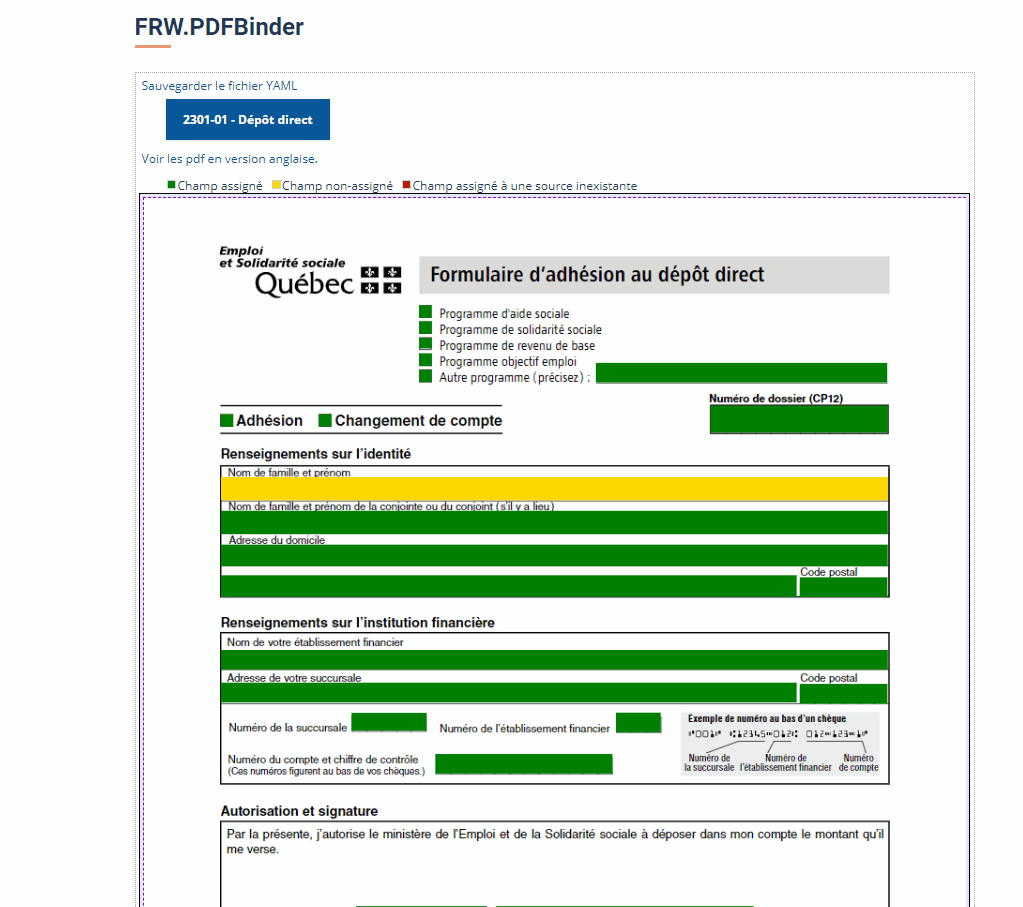 FRW.PDFBinder
Sauvegarder le fichier YAML
2301-01 - Dépôt direct
Voir les pdf en version anglaise.
Champ assigné Champ non-assigné Champ assigné à une source inexistante
Emploi
et Solidarité sociale
Québec
Formulaire d'adhésion au dépôt direct
Programme d'aide sociale
Programme de solidarité sociale
Programme de revenu de base
Programme objectif emploi
Autre programme (précisez) :
Numéro de dossier (CP12)
Adhésion Changement de compte
Renseignements sur l'identité
Nom de famille et prénom
Nom de famille et prénom de la conjointe ou du conjoint (s'il y a lieu)
Adresse du domicile
Code postal
Renseignements sur l'institution financière
Nom de votre établissement financier
Adresse de votre succursale Code postal
Numéro de la succursale Numéro de l'établissement financier
Exemple de numéro au bas d'un chèque
⑈001⑈ ⑆12345⑉012⑆ 012⑉123⑉1⑈
Numéro de la succursale
Numéro de l'établissement financier
Numéro de compte
Numéro du compte et chiffre de contrôle
(Ces numéros figurent au bas de vos chèques.)
Autorisation et signature
Par la présente, j'autorise le ministère de l'Emploi et de la Solidarité sociale à déposer dans mon compte le montant qu'il
me verse.